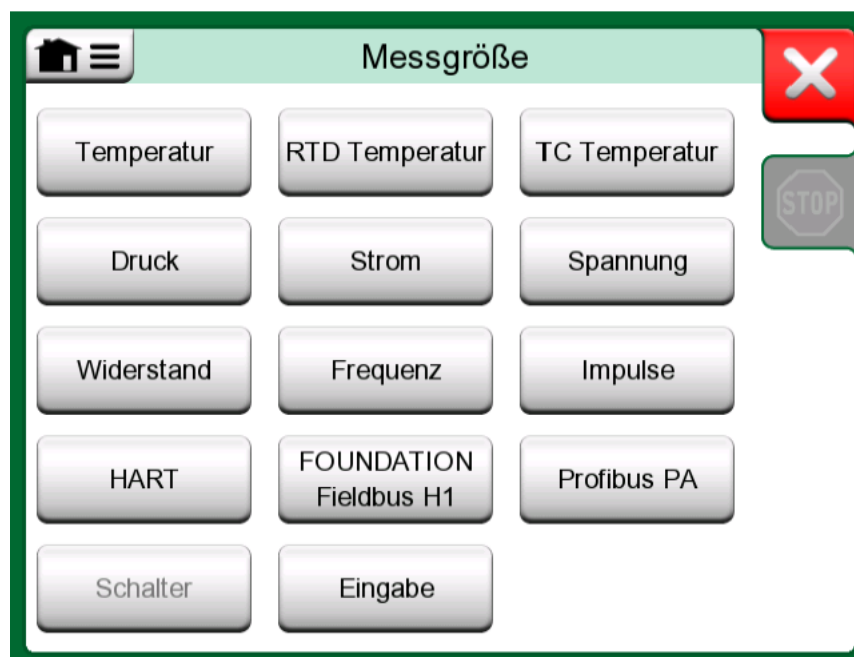 Messgröße
Temperatur
RTD Temperatur
TC Temperatur
STOP
Druck
Strom
Spannung
Widerstand
Frequenz
Impulse
HART
FOUNDATION
Fieldbus H1
Profibus PA
Schalter
Eingabe